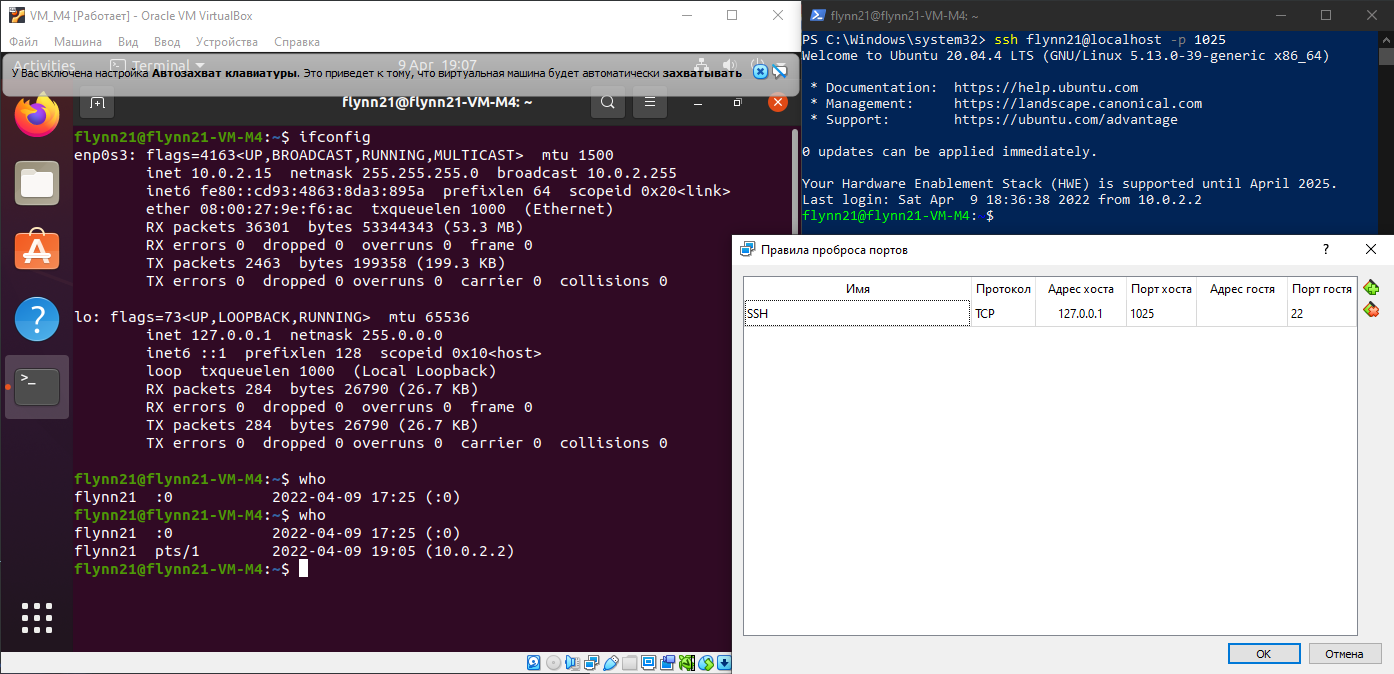 VM_M4 [Работает] - Oracle VM VirtualBox
Файл Машина Вид Ввод Устройства Справка
Activities Terminal 9 Apr 19:07
У Вас включена настройка Автозахват клавиатуры. Это приведет к тому, что виртуальная машина будет автоматически захватывать
flynn21@flynn21-VM-M4: ~
flynn21@flynn21-VM-M4:~$ ifconfig
enp0s3: flags=4163<UP,BROADCAST,RUNNING,MULTICAST>  mtu 1500
        inet 10.0.2.15  netmask 255.255.255.0  broadcast 10.0.2.255
        inet6 fe80::cd93:4863:8da3:895a  prefixlen 64  scopeid 0x20<link>
        ether 08:00:27:9e:f6:ac  txqueuelen 1000  (Ethernet)
        RX packets 36301  bytes 53344343 (53.3 MB)
        RX errors 0  dropped 0  overruns 0  frame 0
        TX packets 2463  bytes 199358 (199.3 KB)
        TX errors 0  dropped 0 overruns 0  carrier 0  collisions 0
lo: flags=73<UP,LOOPBACK,RUNNING>  mtu 65536
        inet 127.0.0.1  netmask 255.0.0.0
        inet6 ::1  prefixlen 128  scopeid 0x10<host>
        loop  txqueuelen 1000  (Local Loopback)
        RX packets 284  bytes 26790 (26.7 KB)
        RX errors 0  dropped 0  overruns 0  frame 0
        TX packets 284  bytes 26790 (26.7 KB)
        TX errors 0  dropped 0 overruns 0  carrier 0  collisions 0
flynn21@flynn21-VM-M4:~$ who
flynn21  :0           2022-04-09 17:25 (:0)
flynn21@flynn21-VM-M4:~$ who
flynn21  :0           2022-04-09 17:25 (:0)
flynn21  pts/1        2022-04-09 19:05 (10.0.2.2)
flynn21@flynn21-VM-M4:~$
flynn21@flynn21-VM-M4: ~
PS C:\Windows\system32> ssh flynn21@localhost -p 1025
Welcome to Ubuntu 20.04.4 LTS (GNU/Linux 5.13.0-39-generic x86_64)
 * Documentation:  https://help.ubuntu.com
 * Management:     https://landscape.canonical.com
 * Support:        https://ubuntu.com/advantage
0 updates can be applied immediately.
Your Hardware Enablement Stack (HWE) is supported until April 2025.
Last login: Sat Apr  9 18:36:38 2022 from 10.0.2.2
flynn21@flynn21-VM-M4: $
Правила проброса портов
Имя Протокол Адрес хоста Порт хоста Адрес гостя Порт гостя
SSH TCP 127.0.0.1 1025 22
OK Отмена